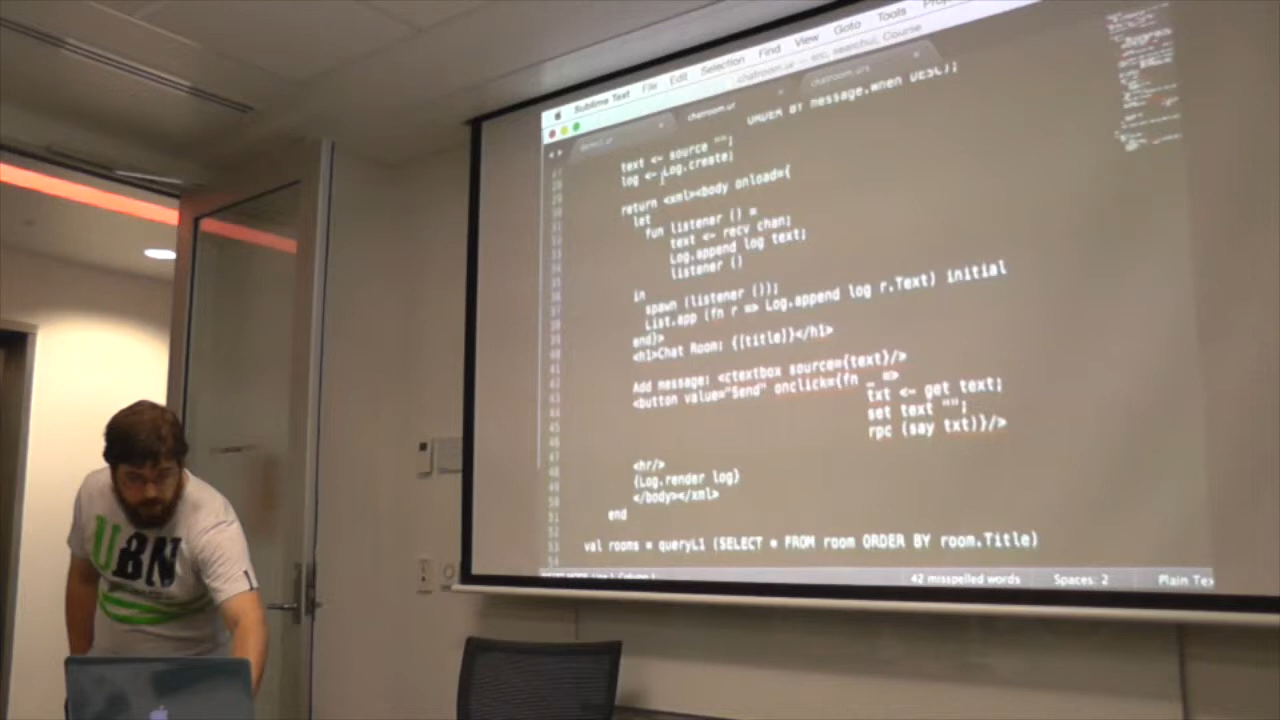 Sublime Text File Edit Selection Find View Goto Tools
chatroom.ur
chatroom.urs
ORDER BY message.when DESC);
text <- source "";
log <- Log.create;
return <xml><body onload={
let
fun listener () =
text <- recv chan;
Log.append log text;
listener ()
in
spawn (listener ());
List.app (fn r => Log.append log r.Text) initial
end}>
<h1>Chat Room: {[title]}</h1>
Add message: <ctextbox source={text}/>
<button value="Send" onclick={fn _ =>
txt <- get text;
set text "";
rpc (say txt)}/>
<hr/>
{Log.render log}
</body></xml>
end
val rooms = queryL1 (SELECT * FROM room ORDER BY room.Title)
42 misspelled words Spaces: 2 Plain Tex
UBN